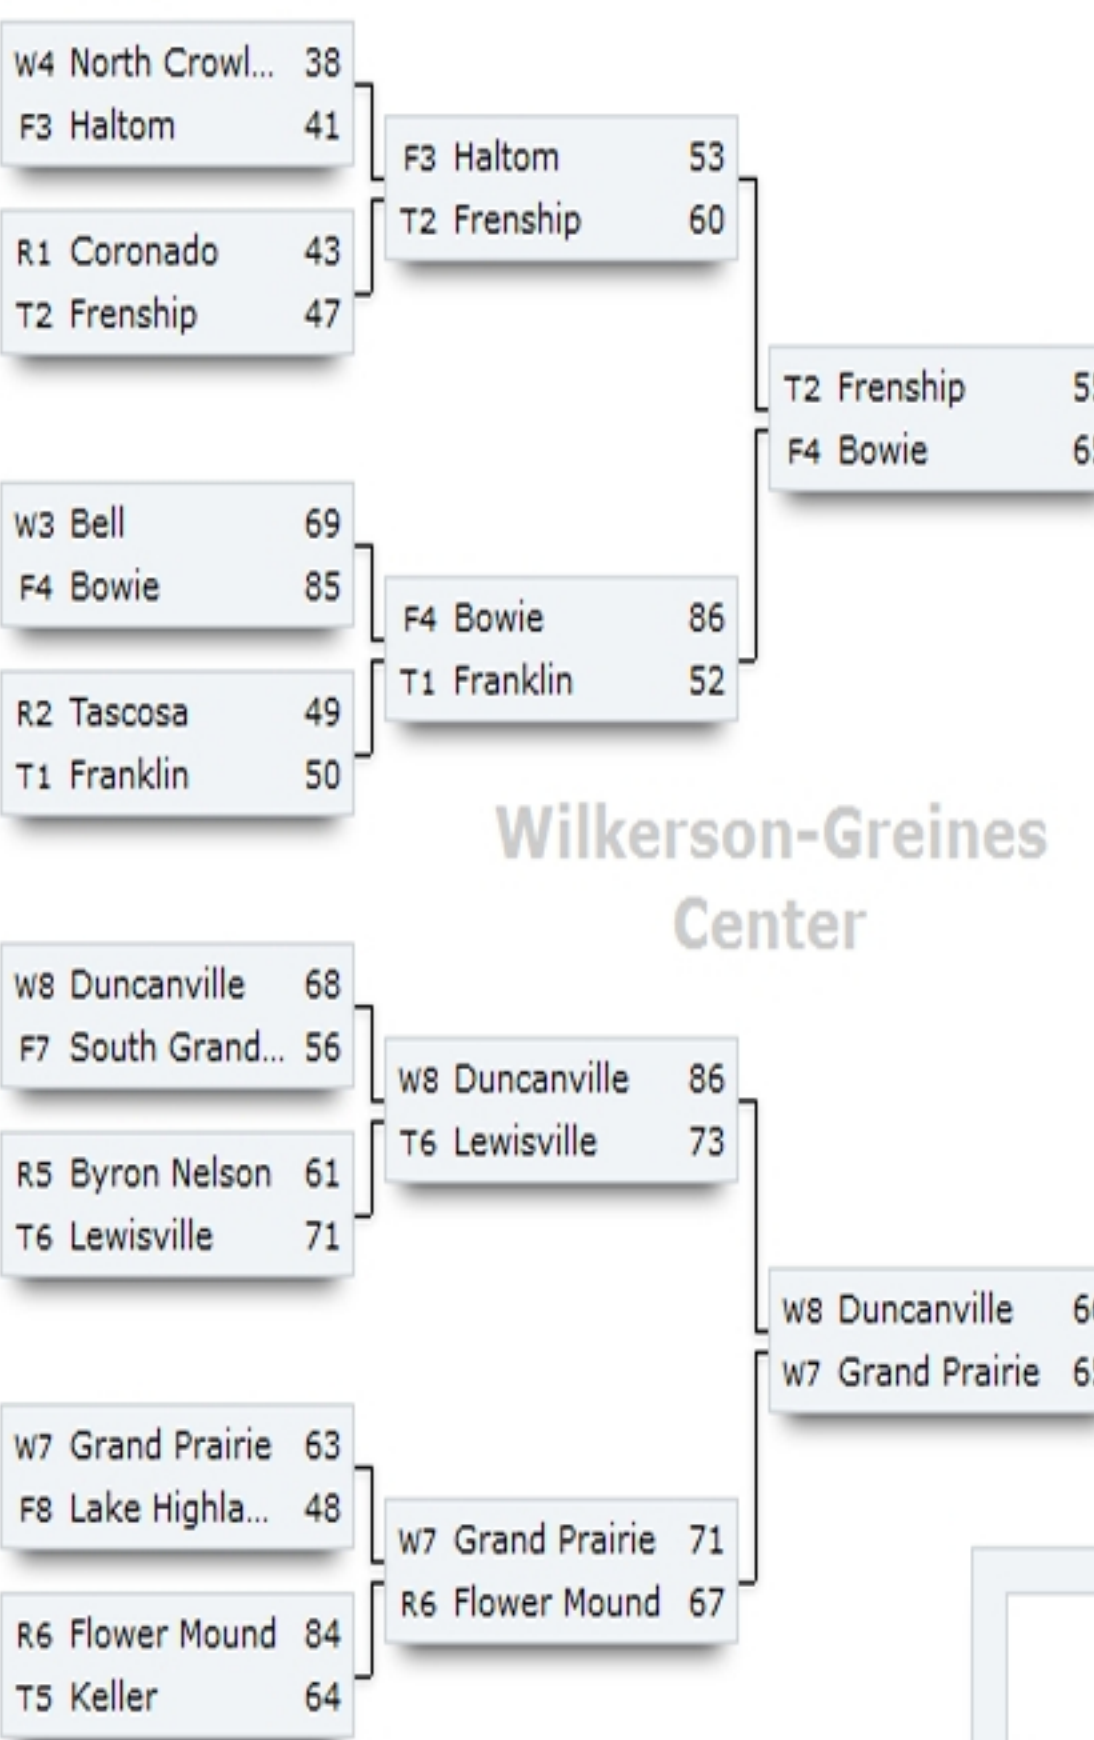 W4 North Crowl... 38
F3 Haltom 41
F3 Haltom 53
T2 Frenship 60
R1 Coronado 43
T2 Frenship 47
T2 Frenship
F4 Bowie
W3 Bell 69
F4 Bowie 85
F4 Bowie 86
T1 Franklin 52
R2 Tascosa 49
T1 Franklin 50
Wilkerson-Greines
Center
W8 Duncanville 68
F7 South Grand... 56
W8 Duncanville 86
T6 Lewisville 73
R5 Byron Nelson 61
T6 Lewisville 71
W8 Duncanville
W7 Grand Prairie
W7 Grand Prairie 63
F8 Lake Highla... 48
W7 Grand Prairie 71
R6 Flower Mound 67
R6 Flower Mound 84
T5 Keller 64